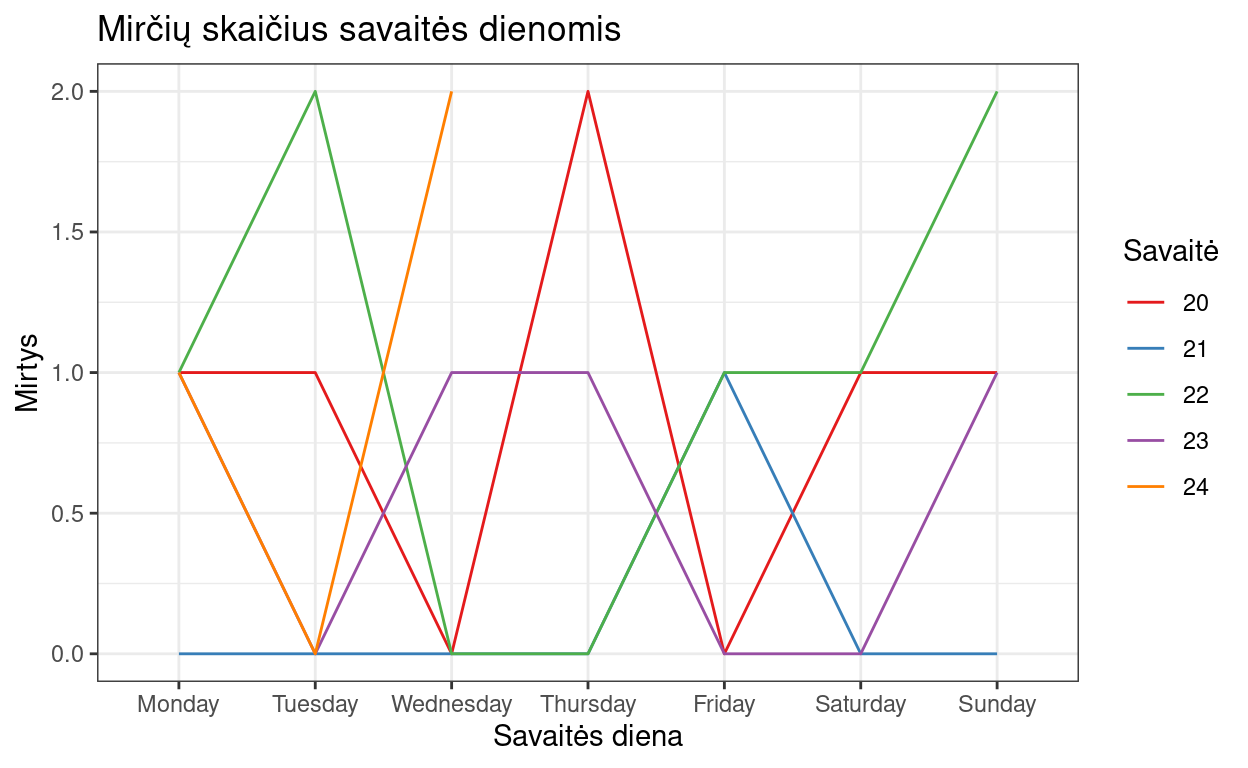 Mirčių skaičius savaitės dienomis
2.0
1.5
1.0
0.5
0.0
Mirtys
Monday Tuesday Wednesday Thursday Friday Saturday Sunday
Savaitės diena
Savaitė
20
21
22
23
24